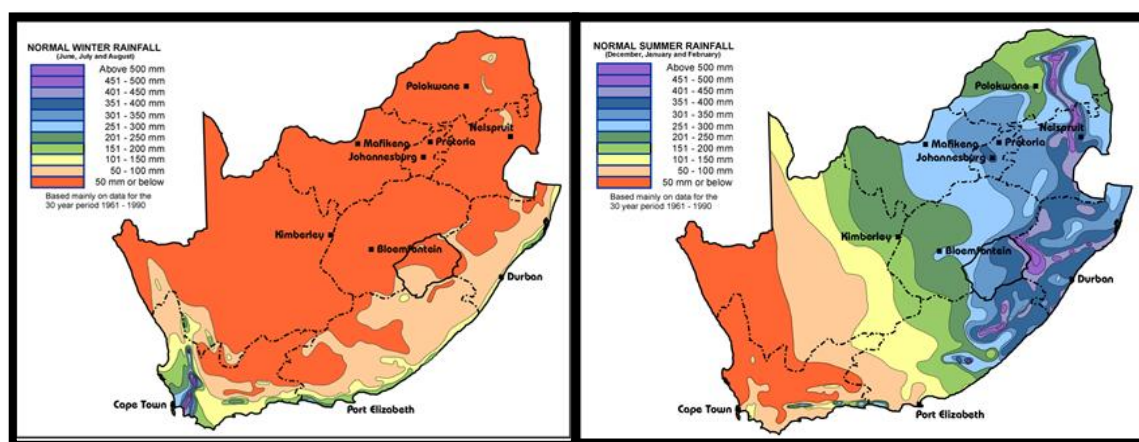 NORMAL WINTER RAINFALL
(June, July and August)
Above 500 mm
451 - 500 mm
401 - 450 mm
351 - 400 mm
301 - 350 mm
251 - 300 mm
201 - 250 mm
151 - 200 mm
101 - 150 mm
50 - 100 mm
50 mm or below
Based mainly on data for the
30 year period 1961 - 1990
Polokwane
Nelspruit
Mafikeng
Pretoria
Johannesburg
Kimberley
Bloemfontein
Durban
Cape Town
Port Elizabeth
NORMAL SUMMER RAINFALL
(December, January and February)
Above 500 mm
451 - 500 mm
401 - 450 mm
351 - 400 mm
301 - 350 mm
251 - 300 mm
201 - 250 mm
151 - 200 mm
101 - 150 mm
50 - 100 mm
50 mm or below
Based mainly on data for the
30 year period 1961 - 1990
Polokwane
Nelspruit
Mafikeng
Pretoria
Johannesburg
Kimberley
Bloemfontein
Durban
Cape Town
Port Elizabeth